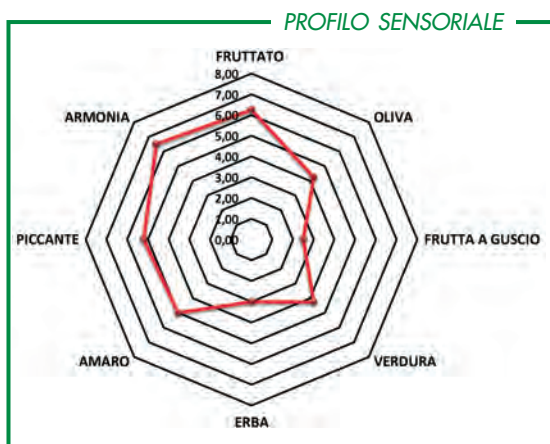 PROFILO SENSORIALE
FRUTTATO
8,00
7,00
6,00
5,00
4,00
3,00
2,00
1,00
0,00
ARMONIA
OLIVA
PICCANTE
FRUTTA A GUSCIO
AMARO
VERDURA
ERBA